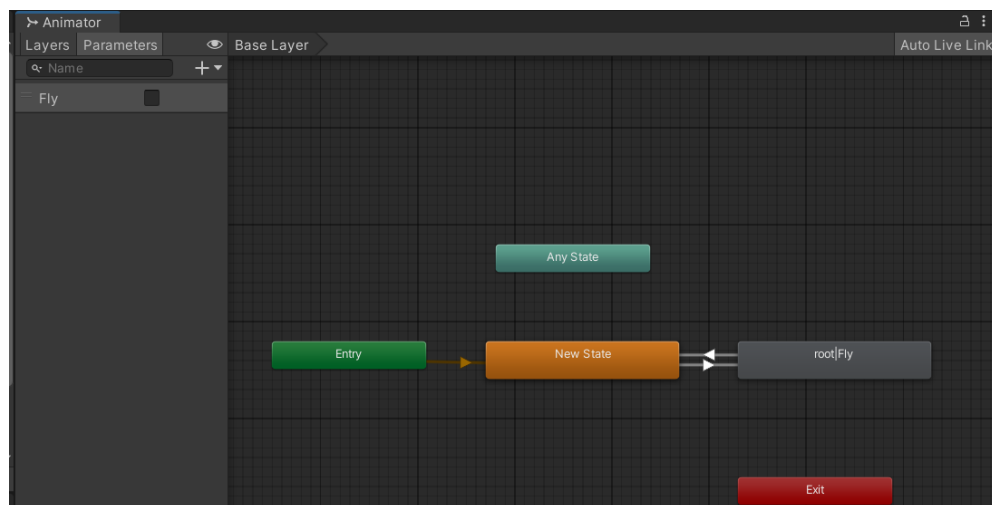 Animator
Layers Parameters Base Layer Auto Live Link
Name
Fly
Any State
Entry New State root|Fly
Exit